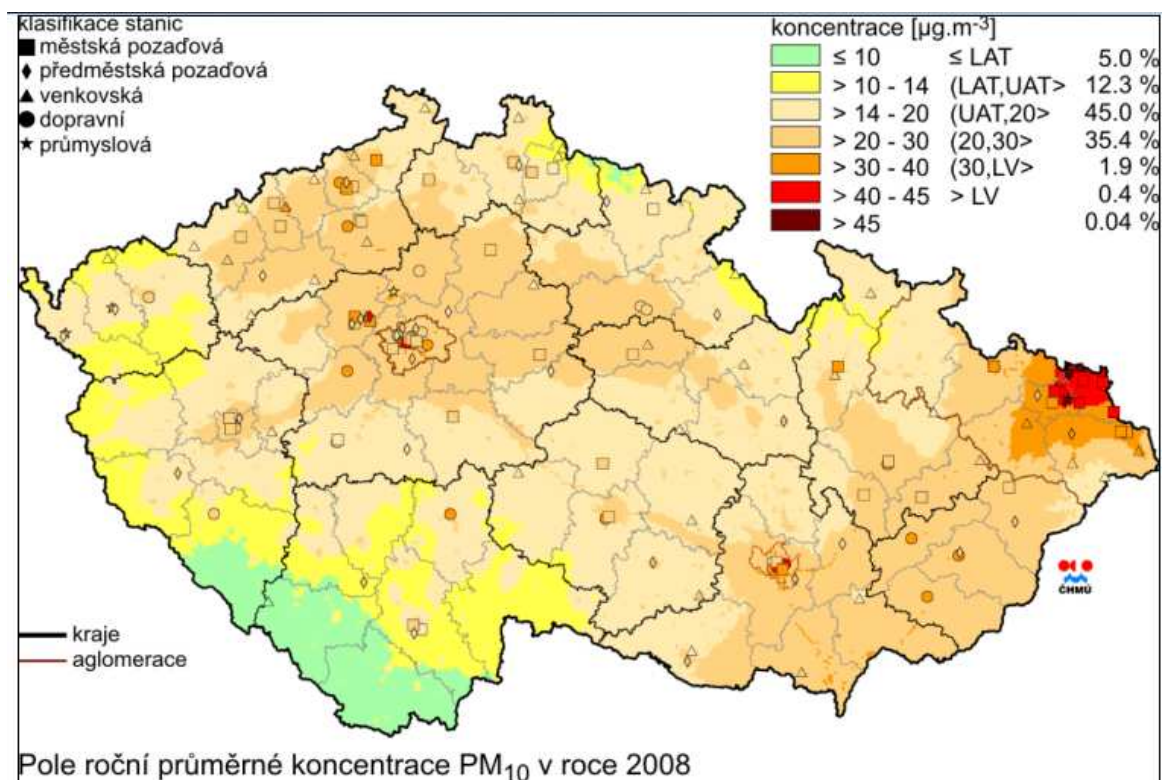 klasifikace stanic
městská pozaďová
předměstská pozaďová
venkovská
dopravní
průmyslová
koncentrace [µg.m-3]
≤ 10 ≤ LAT 5.0 %
> 10 - 14 (LAT,UAT> 12.3 %
> 14 - 20 (UAT,20> 45.0 %
> 20 - 30 (20,30> 35.4 %
> 30 - 40 (30,LV> 1.9 %
> 40 - 45 > LV 0.4 %
> 45 0.04 %
ČHMÚ
kraje
aglomerace
Pole roční průměrné koncentrace PM10 v roce 2008